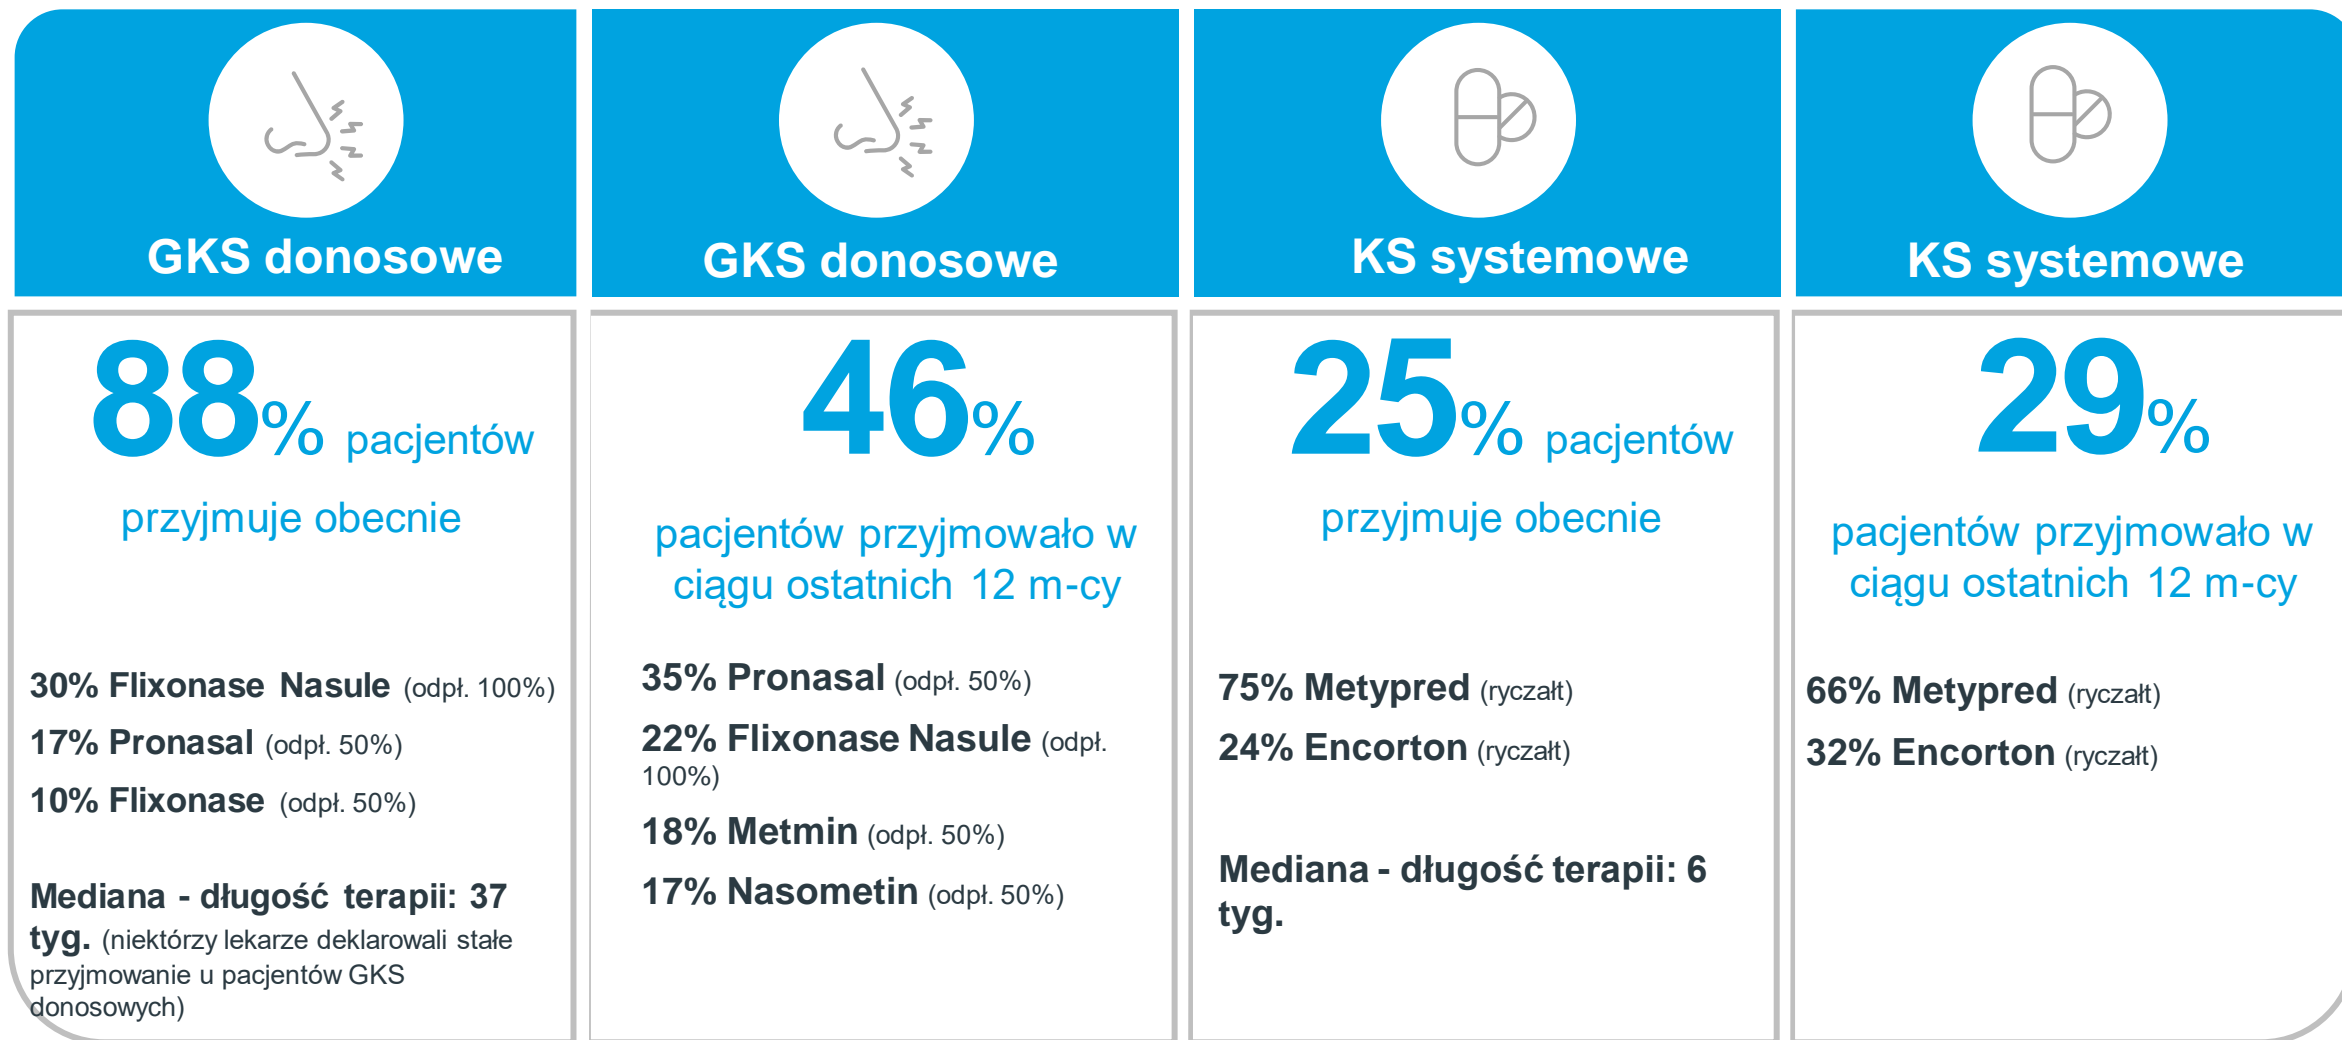 GKS donosowe
88% pacjentów
przyjmuje obecnie
30% Flixonase Nasule (odpł. 100%)
17% Pronasal (odpł. 50%)
10% Flixonase (odpł. 50%)
Mediana - długość terapii: 37
tyg. (niektórzy lekarze deklarowali stałe
przyjmowanie u pacjentów GKS
donosowych)
GKS donosowe
46%
pacjentów przyjmowało w
ciągu ostatnich 12 m-cy
35% Pronasal (odpł. 50%)
22% Flixonase Nasule (odpł.
100%)
18% Metmin (odpł. 50%)
17% Nasometin (odpł. 50%)
KS systemowe
25% pacjentów
przyjmuje obecnie
75% Metypred (ryczałt)
24% Encorton (ryczałt)
Mediana - długość terapii: 6
tyg.
KS systemowe
29%
pacjentów przyjmowało w
ciągu ostatnich 12 m-cy
66% Metypred (ryczałt)
32% Encorton (ryczałt)